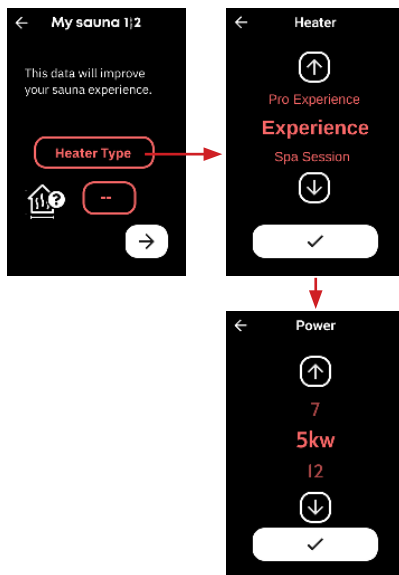 My sauna 1¦2
This data will improve
your sauna experience.
Heater Type
?
--
Heater
Pro Experience
Experience
Spa Session
Power
7
5kw
12